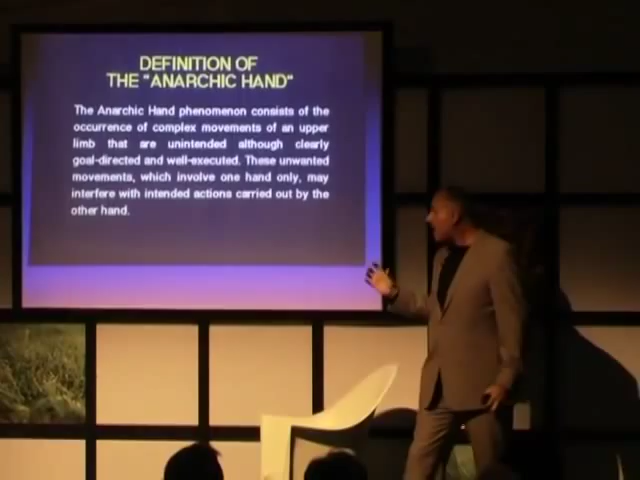 DEFINITION OF
THE "ANARCHIC HAND"
The Anarchic Hand phenomenon consists of the
occurrence of complex movements of an upper
limb that are unintended although clearly
goal-directed and well-executed. These unwanted
movements, which involve one hand only, may
interfere with intended actions carried out by the
other hand.